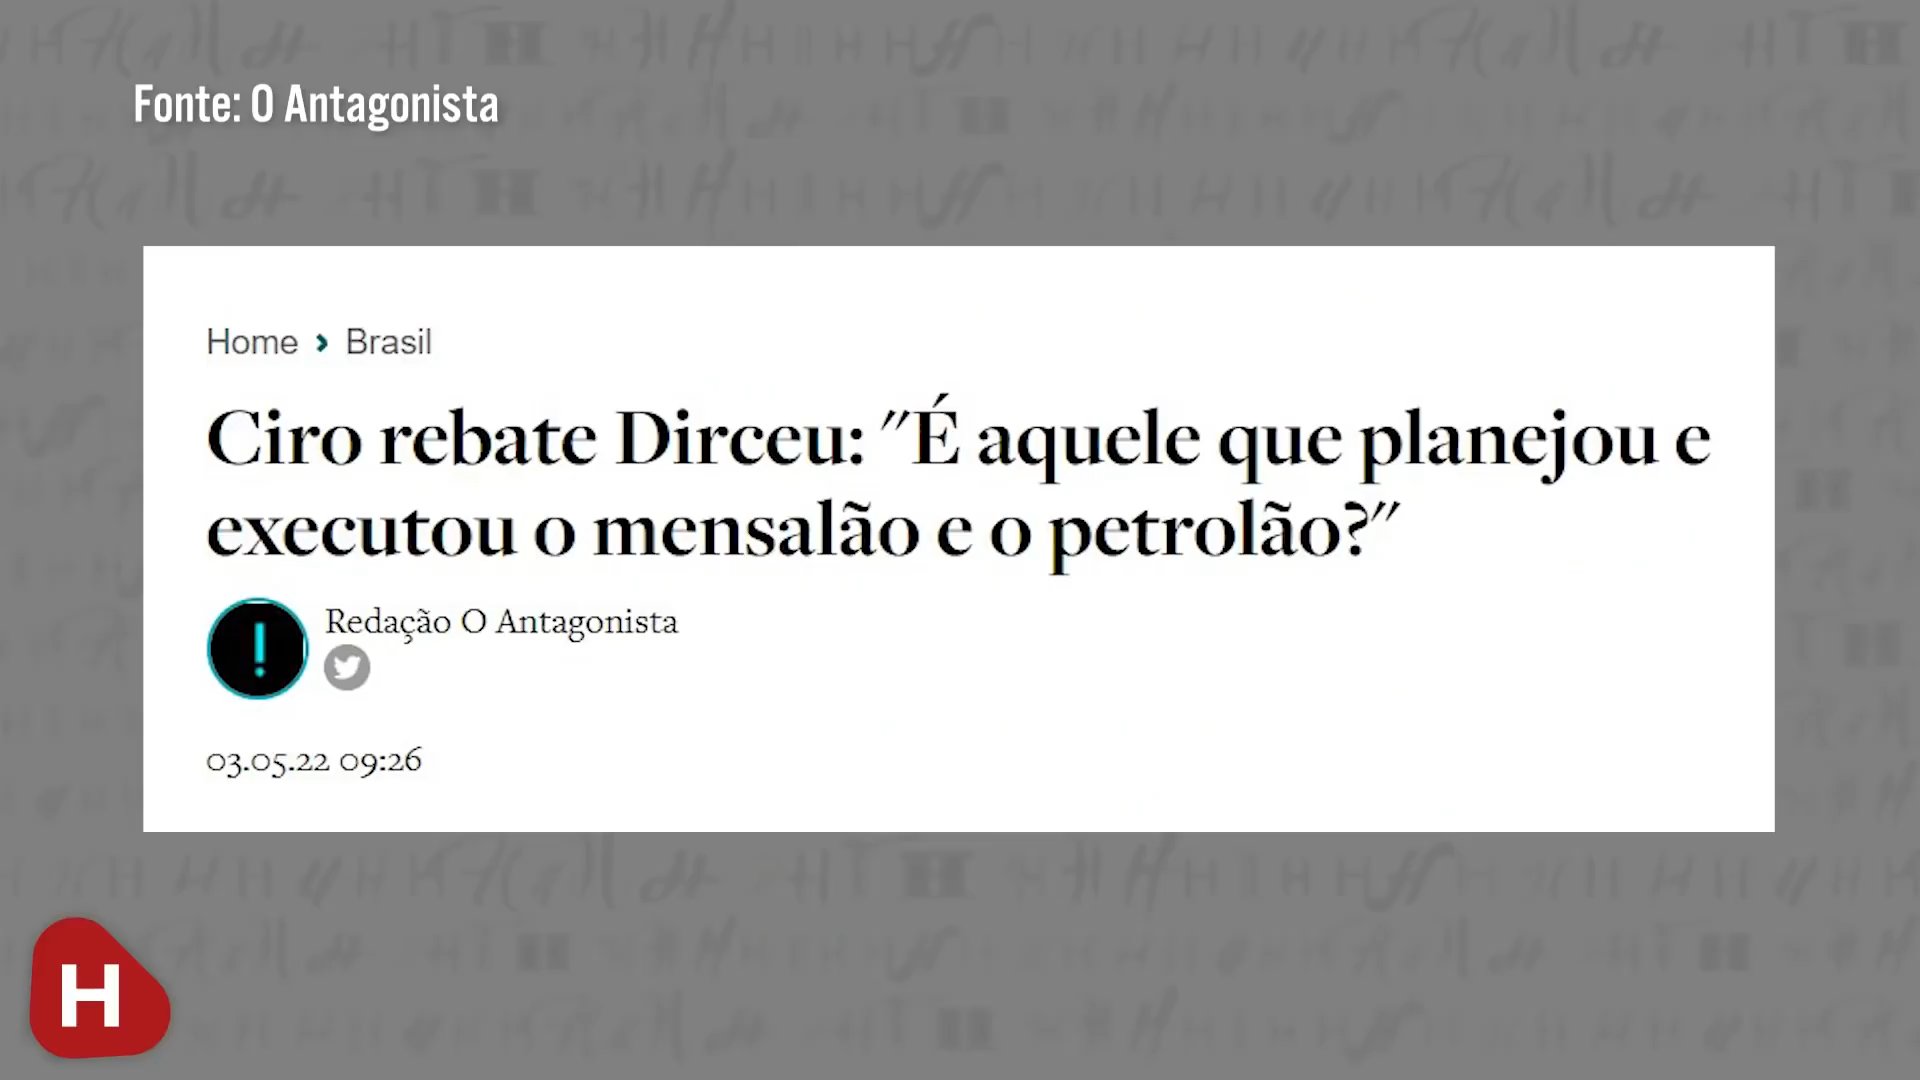 Fonte: O Antagonista
Home › Brasil
Ciro rebate Dirceu: "É aquele que planejou e
executou o mensalão e o petrolão?"
Redação O Antagonista
03.05.22 09:26
H